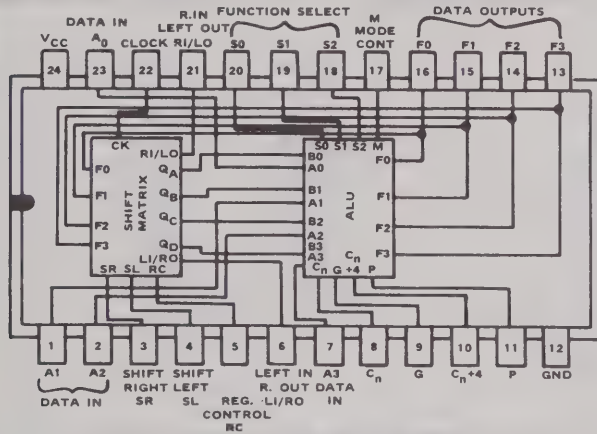 DATA IN
R.IN
LEFT OUT
FUNCTION SELECT
M
MODE
CONT
DATA OUTPUTS
VCC
A0
CLOCK
RI/LO
S0
S1
S2
F0
F1
F2
F3
24
23
22
21
20
19
18
17
16
15
14
13
CK
RI/LO
F0
F1
F2
F3
SHIFT
MATRIX
QA
QB
QC
QD
LI/RO
SR
SL
RC
S0
S1
S2
M
B0
A0
B1
A1
B2
A2
B3
A3
ALU
F0
F1
F2
F3
Cn
G
Cn
+4
P
1
2
3
4
5
6
7
8
9
10
11
12
A1
A2
DATA IN
SHIFT
RIGHT
SR
SHIFT
LEFT
SL
REG.
CONTROL
RC
LEFT IN
R. OUT
LI/RO
A3
DATA
IN
Cn
G
Cn+4
P
GND